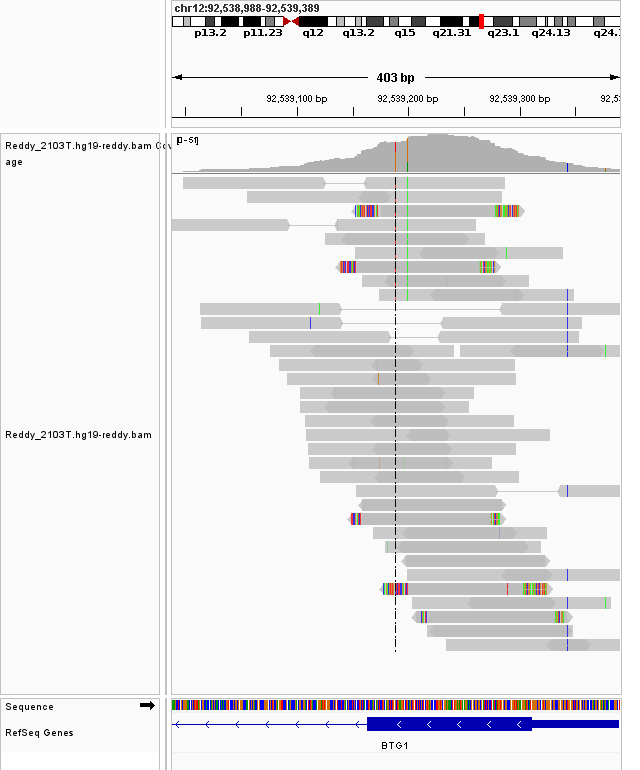 chr12:92,538,988-92,539,389
p13.2 p11.23 q12 q13.2 q15 q21.31 q23.1 q24.13 q24.
403 bp
92,539,100 bp 92,539,200 bp 92,539,300 bp 92,5
Reddy_2103T.hg19-reddy.bam Cov
age
[0-51]
Reddy_2103T.hg19-reddy.bam
Sequence
RefSeq Genes
BTG1